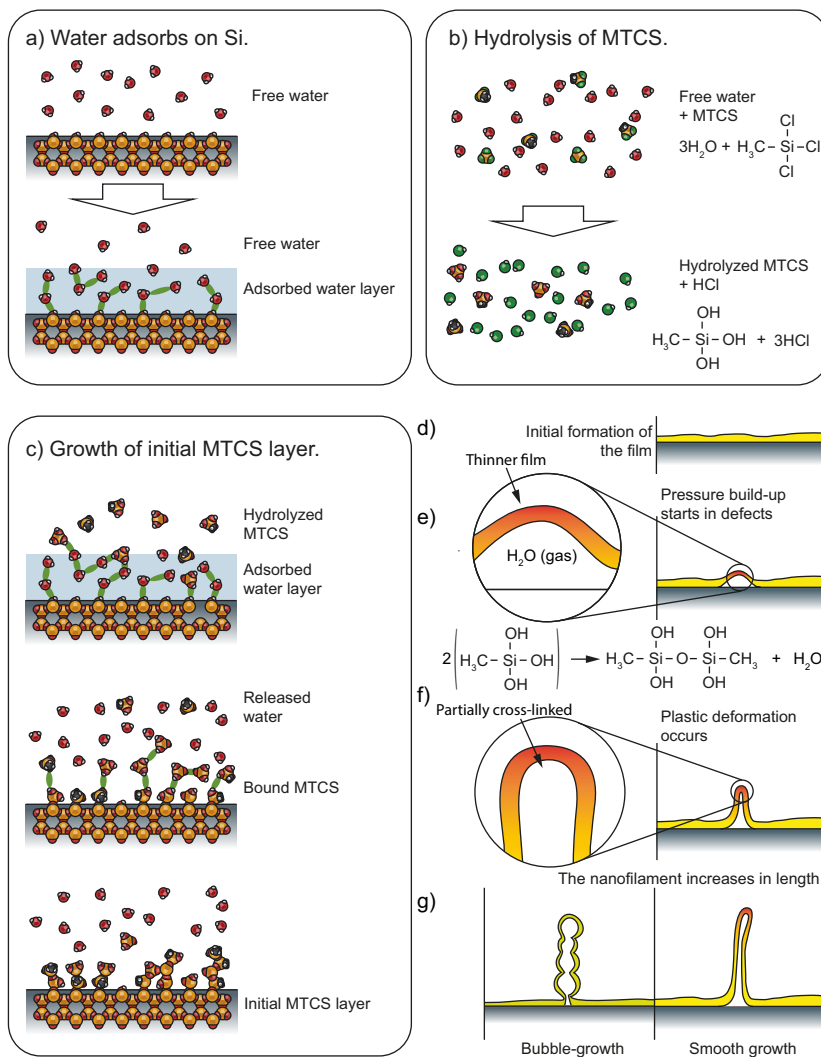 a) Water adsorbs on Si.
Free water
Free water
Adsorbed water layer
b) Hydrolysis of MTCS.
Free water
+ MTCS
Cl
3H₂O + H₃C – Si – Cl
Cl
Hydrolyzed MTCS
+ HCl
OH
H₃C – Si – OH + 3HCl
OH
c) Growth of initial MTCS layer.
Hydrolyzed
MTCS
Adsorbed
water layer
Released
water
Bound MTCS
Initial MTCS layer
d)
Initial formation of
the film
e)
Thinner film
H₂O (gas)
Pressure build-up
starts in defects
OH OH OH
2 ( H₃C – Si – OH ) → H₃C – Si – O – Si – CH₃ + H₂O
OH OH OH
f)
Partially cross-linked
Plastic deformation
occurs
The nanofilament increases in length
g)
Bubble-growth
Smooth growth